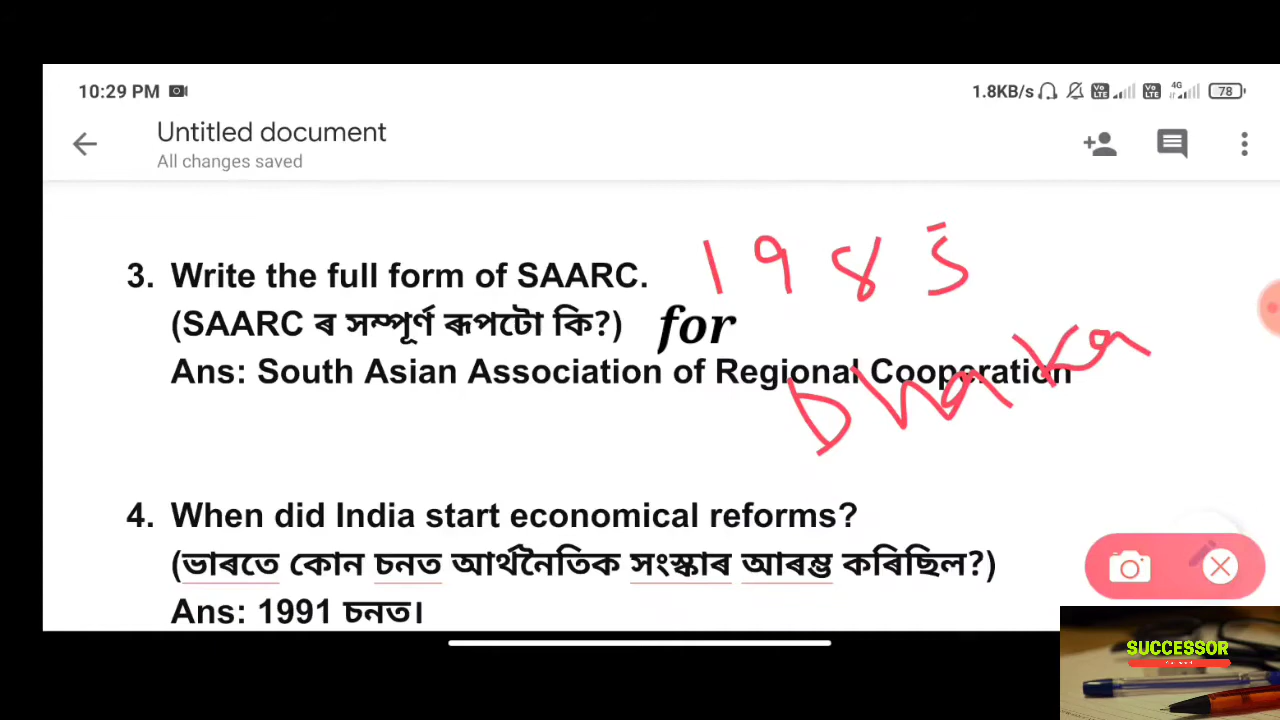 10:29 PM
1.8KB/s
4G
78
Untitled document
All changes saved
1985
3. Write the full form of SAARC.
(SAARC ৰ সম্পূৰ্ণ ৰূপটো কি?) for
Ans: South Asian Association of Regional Cooperation
Dhaka
4. When did India start economical reforms?
(ভাৰতে কোন চনত আৰ্থনৈতিক সংস্কাৰ আৰম্ভ কৰিছিল?)
Ans: 1991 চনত।
SUCCESSOR